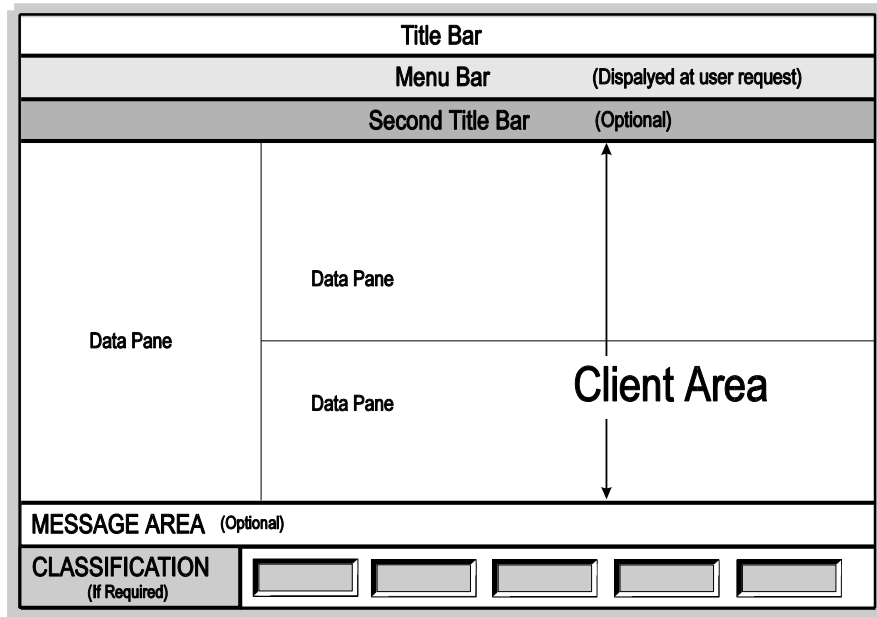 Title Bar
Menu Bar (Dispalyed at user request)
Second Title Bar (Optional)
Data Pane
Data Pane
Data Pane
Client Area
MESSAGE AREA (Optional)
CLASSIFICATION
(If Required)